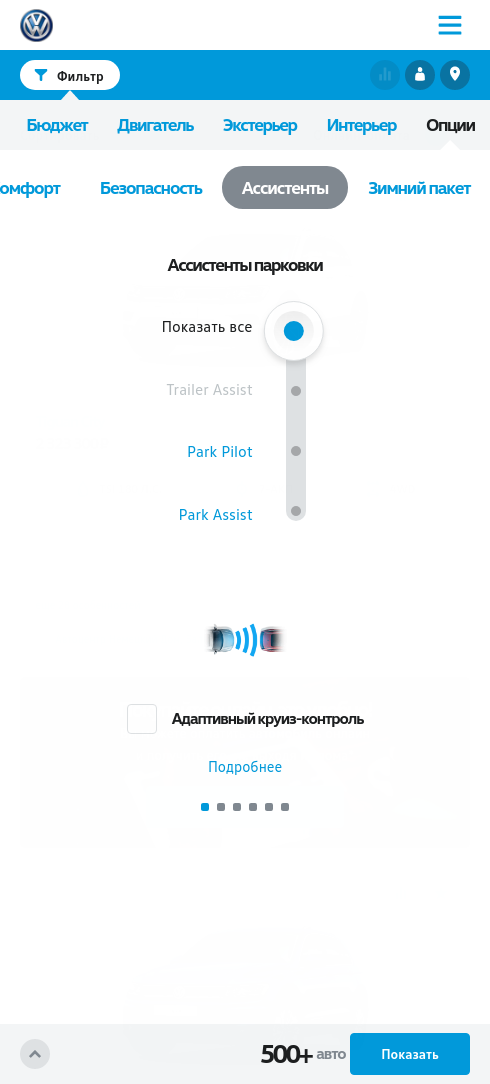 Фильтр
Бюджет Двигатель Экстерьер Интерьер Опции
омфорт Безопасность Ассистенты Зимний пакет
Ассистенты парковки
Показать все
Trailer Assist
Park Pilot
Park Assist
Адаптивный круиз-контроль
Подробнее
500+ авто Показать